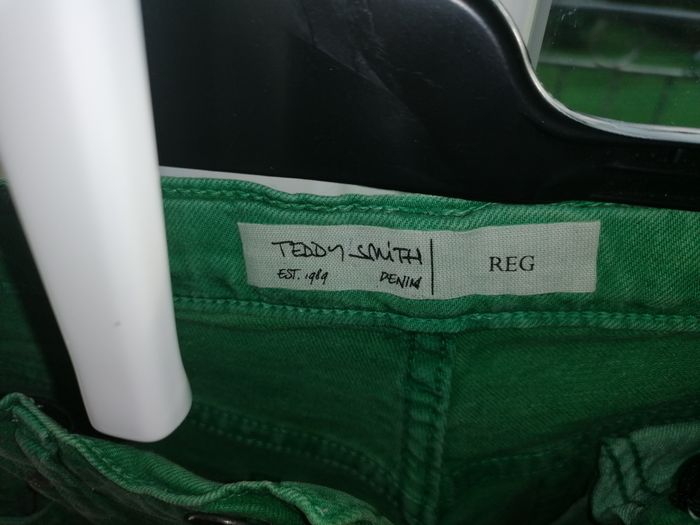 TEDDY SMITH
EST. 1989 DENIM
REG